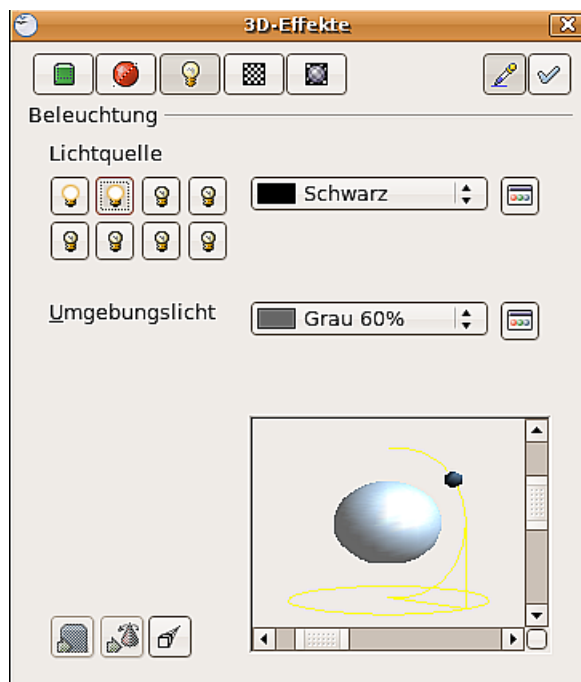 3D-Effekte
Beleuchtung
Lichtquelle
Schwarz
Umgebungslicht
Grau 60%